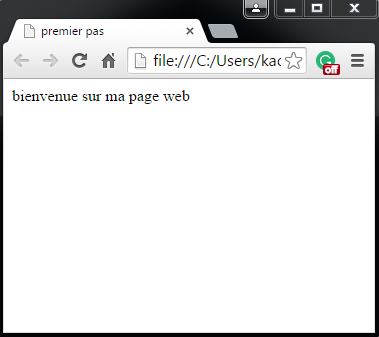 premier pas
file:///C:/Users/kac
off
bienvenue sur ma page web